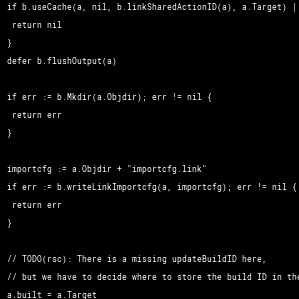 if b.useCache(a, nil, b.linkSharedActionID(a), a.Target) |
return nil
}
defer b.flushOutput(a)
if err := b.Mkdir(a.Objdir); err != nil {
return err
}
importcfg := a.Objdir + "importcfg.link"
if err := b.writeLinkImportcfg(a, importcfg); err != nil {
return err
}
// TODO(rsc): There is a missing updateBuildID here,
// but we have to decide where to store the build ID in the
a.built = a.Target